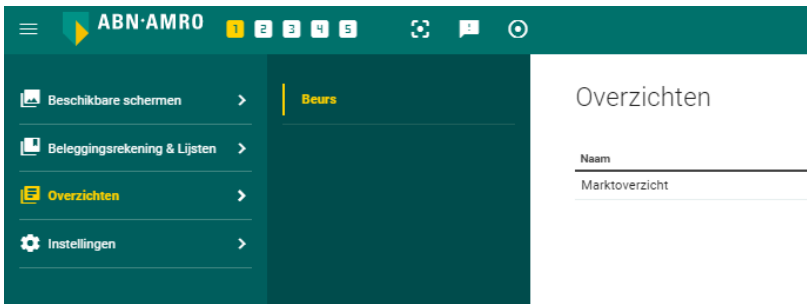 ABN·AMRO
1 2 3 4 5
Beschikbare schermen
Beleggingsrekening & Lijsten
Overzichten
Instellingen
Beurs
Overzichten
Naam
Marktoverzicht